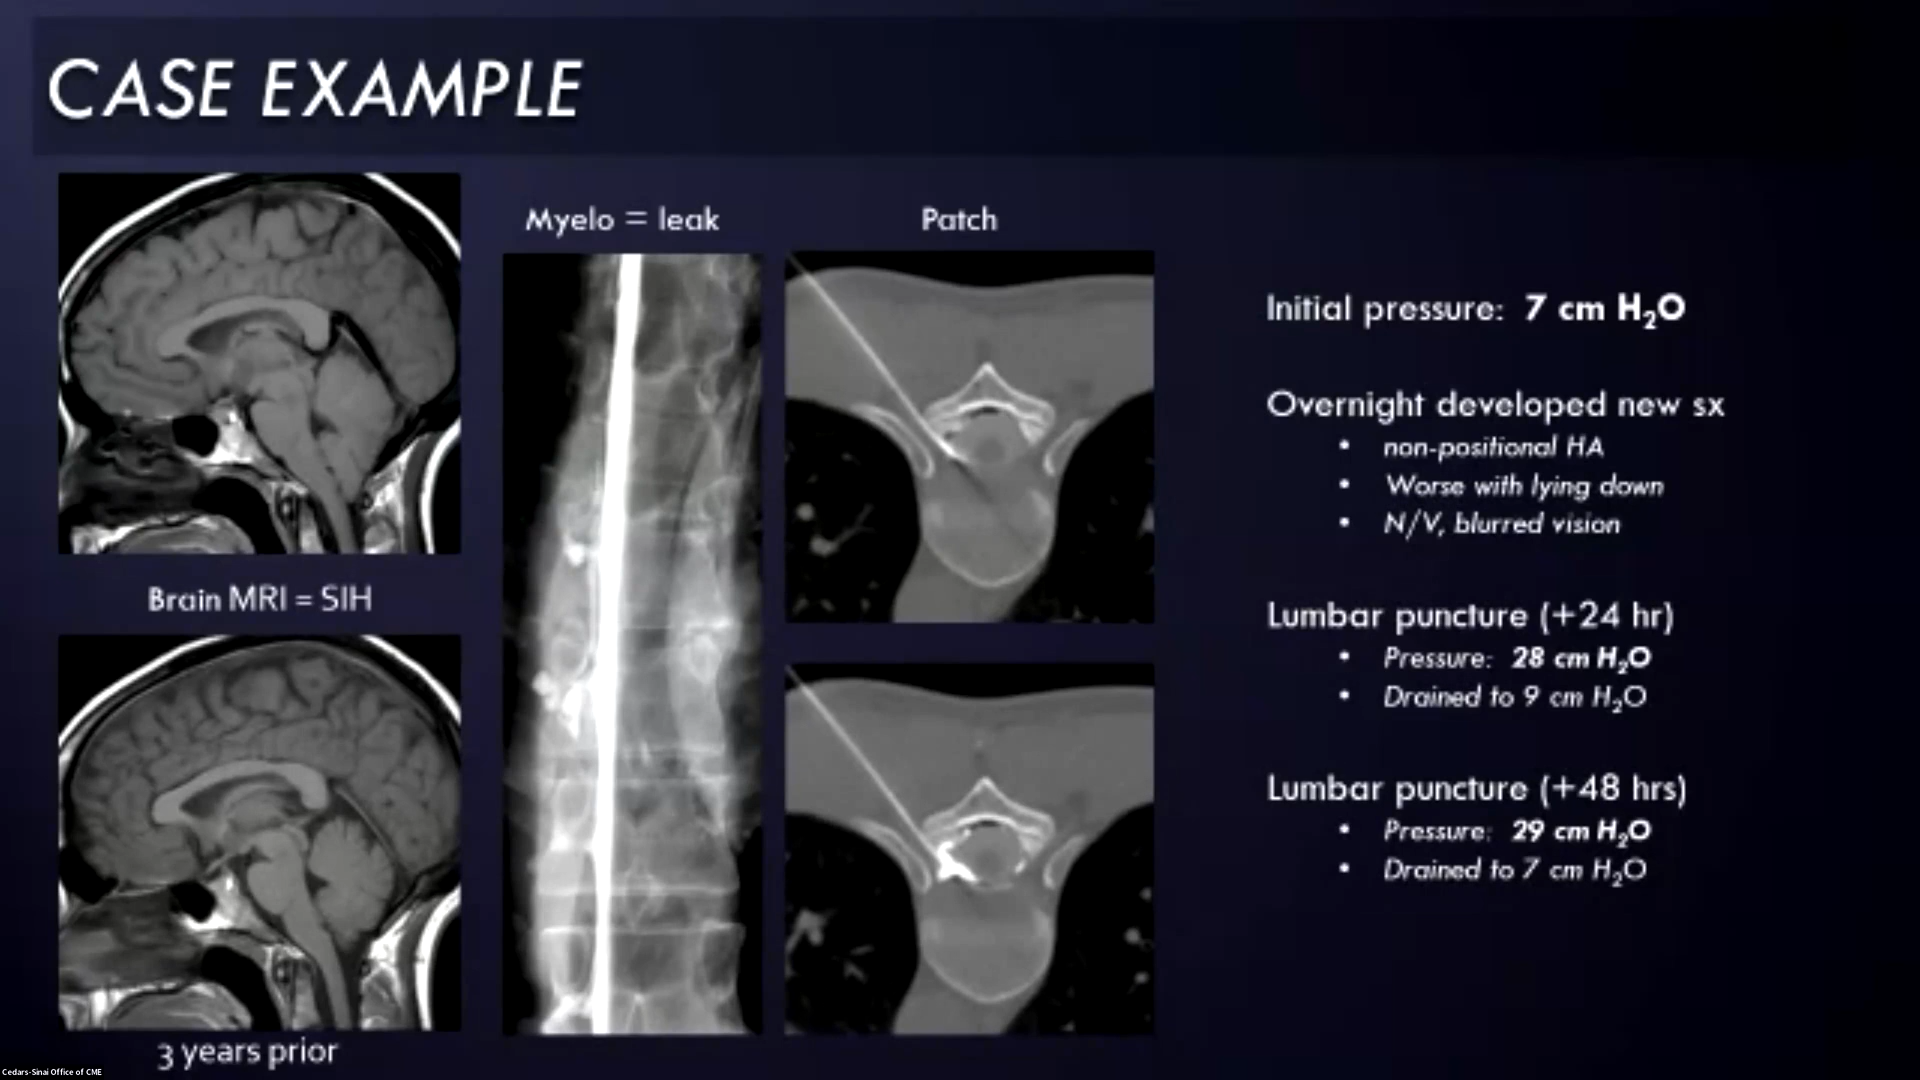 CASE EXAMPLE
Brain MRI = SIH
3 years prior
Myelo = leak
Patch
Initial pressure: 7 cm H₂O
Overnight developed new sx
• non-positional HA
• Worse with lying down
• N/V, blurred vision
Lumbar puncture (+24 hr)
• Pressure: 28 cm H₂O
• Drained to 9 cm H₂O
Lumbar puncture (+48 hrs)
• Pressure: 29 cm H₂O
• Drained to 7 cm H₂O
Cedars-Sinai Office of CME